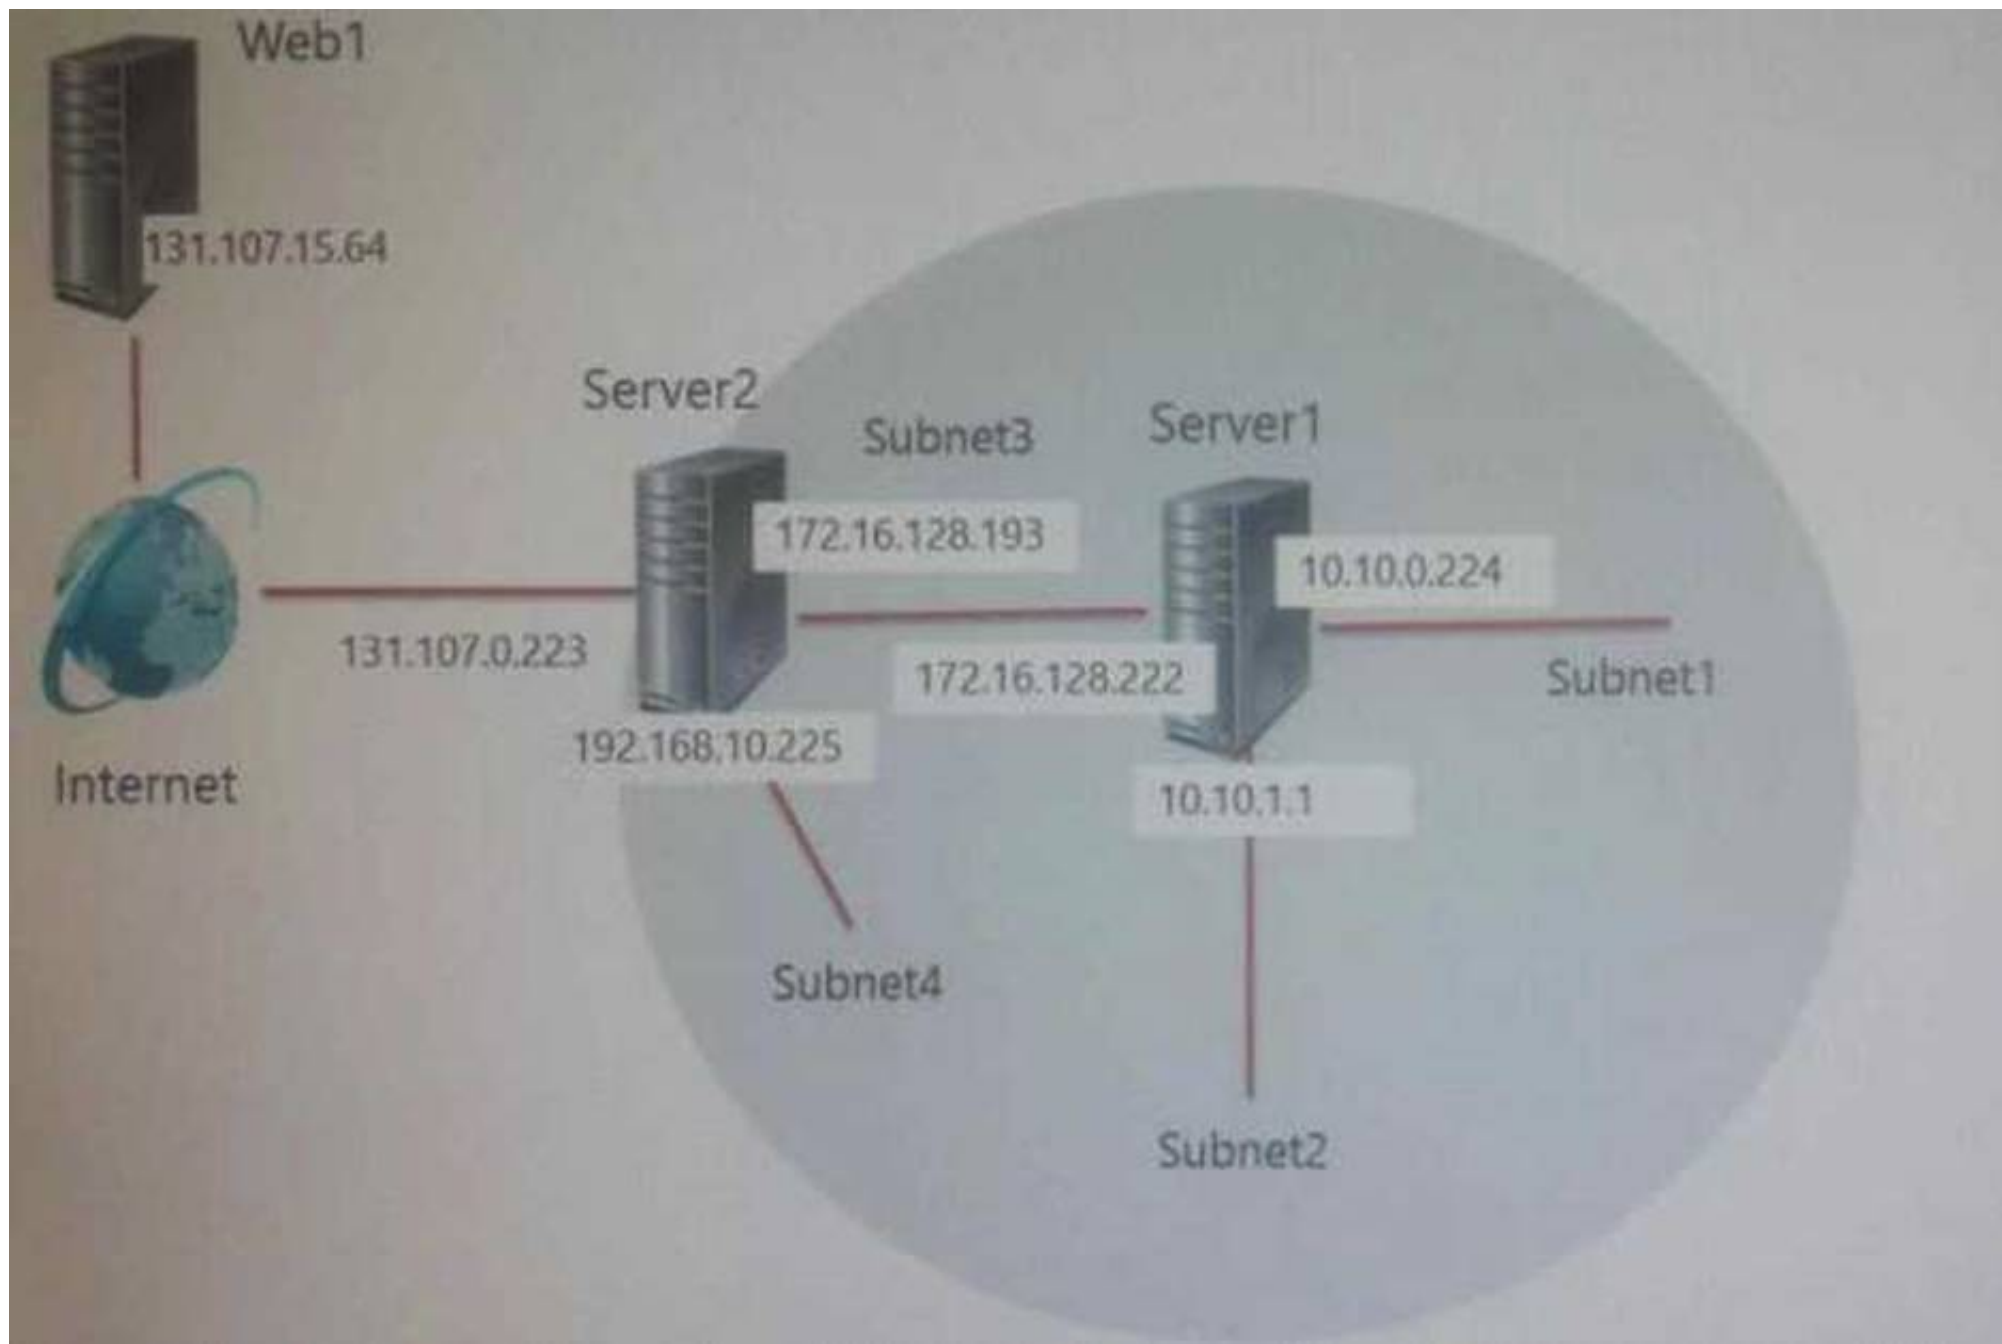 Web1
131.107.15.64
Server2
Subnet3
Server1
172.16.128.193
10.10.0.224
131.107.0.223
172.16.128.222
Subnet1
192.168.10.225
Internet
10.10.1.1
Subnet4
Subnet2